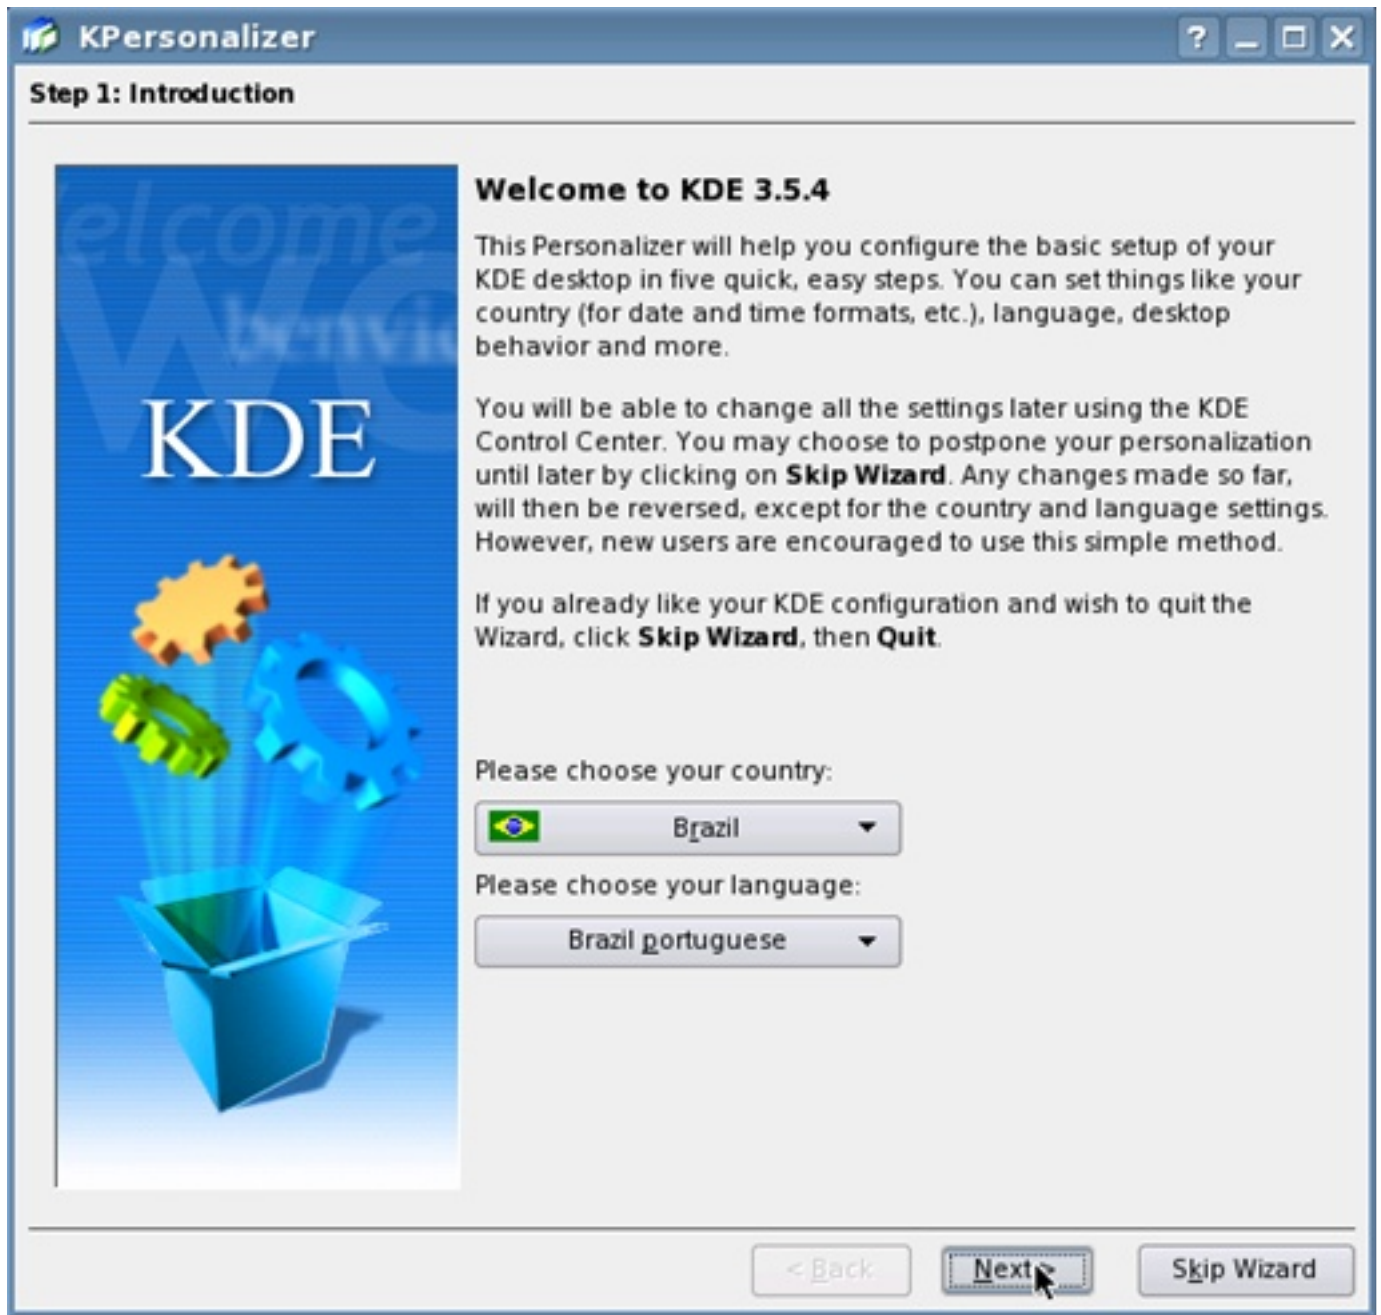 KPersonalizer
Step 1: Introduction
elcome
We
KDE
Welcome to KDE 3.5.4
This Personalizer will help you configure the basic setup of your
KDE desktop in five quick, easy steps. You can set things like your
country (for date and time formats, etc.), language, desktop
behavior and more.
You will be able to change all the settings later using the KDE
Control Center. You may choose to postpone your personalization
until later by clicking on Skip Wizard. Any changes made so far,
will then be reversed, except for the country and language settings.
However, new users are encouraged to use this simple method.
If you already like your KDE configuration and wish to quit the
Wizard, click Skip Wizard, then Quit.
Please choose your country:
Brazil
Please choose your language:
Brazil portuguese
< Back
Next >
Skip Wizard